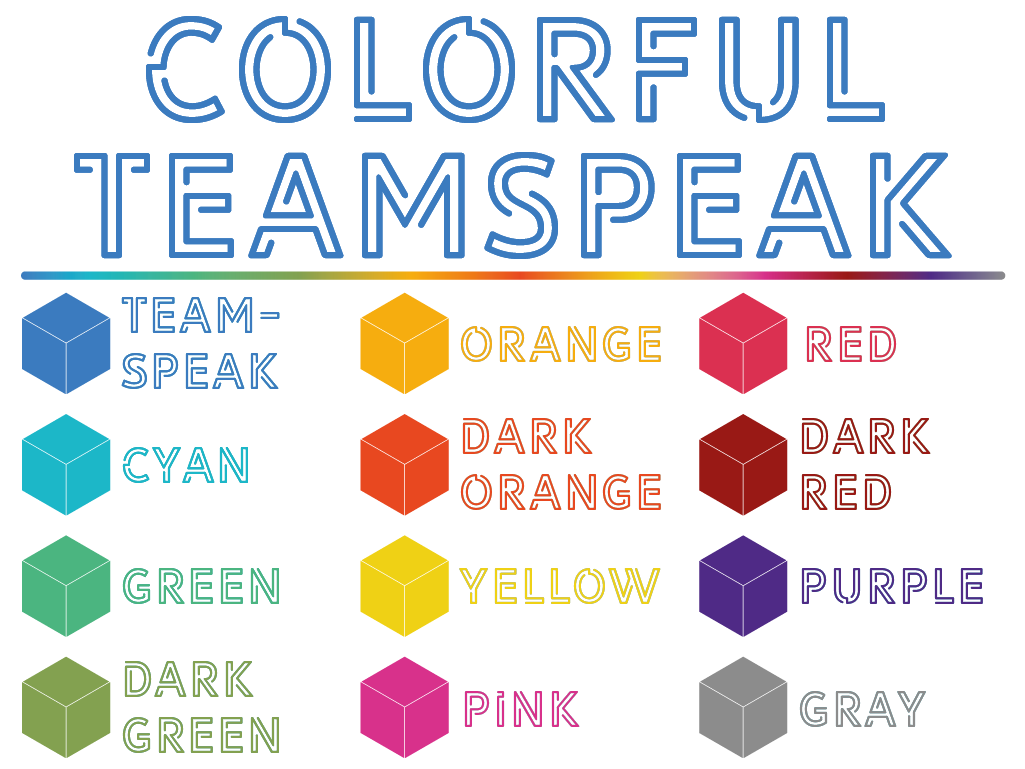 COLORFUL
TEAMSPEAK
TEAM-
SPEAK
ORANGE
RED
CYAN
DARK
ORANGE
DARK
RED
GREEN
YELLOW
PURPLE
DARK
GREEN
PiNK
GRAY